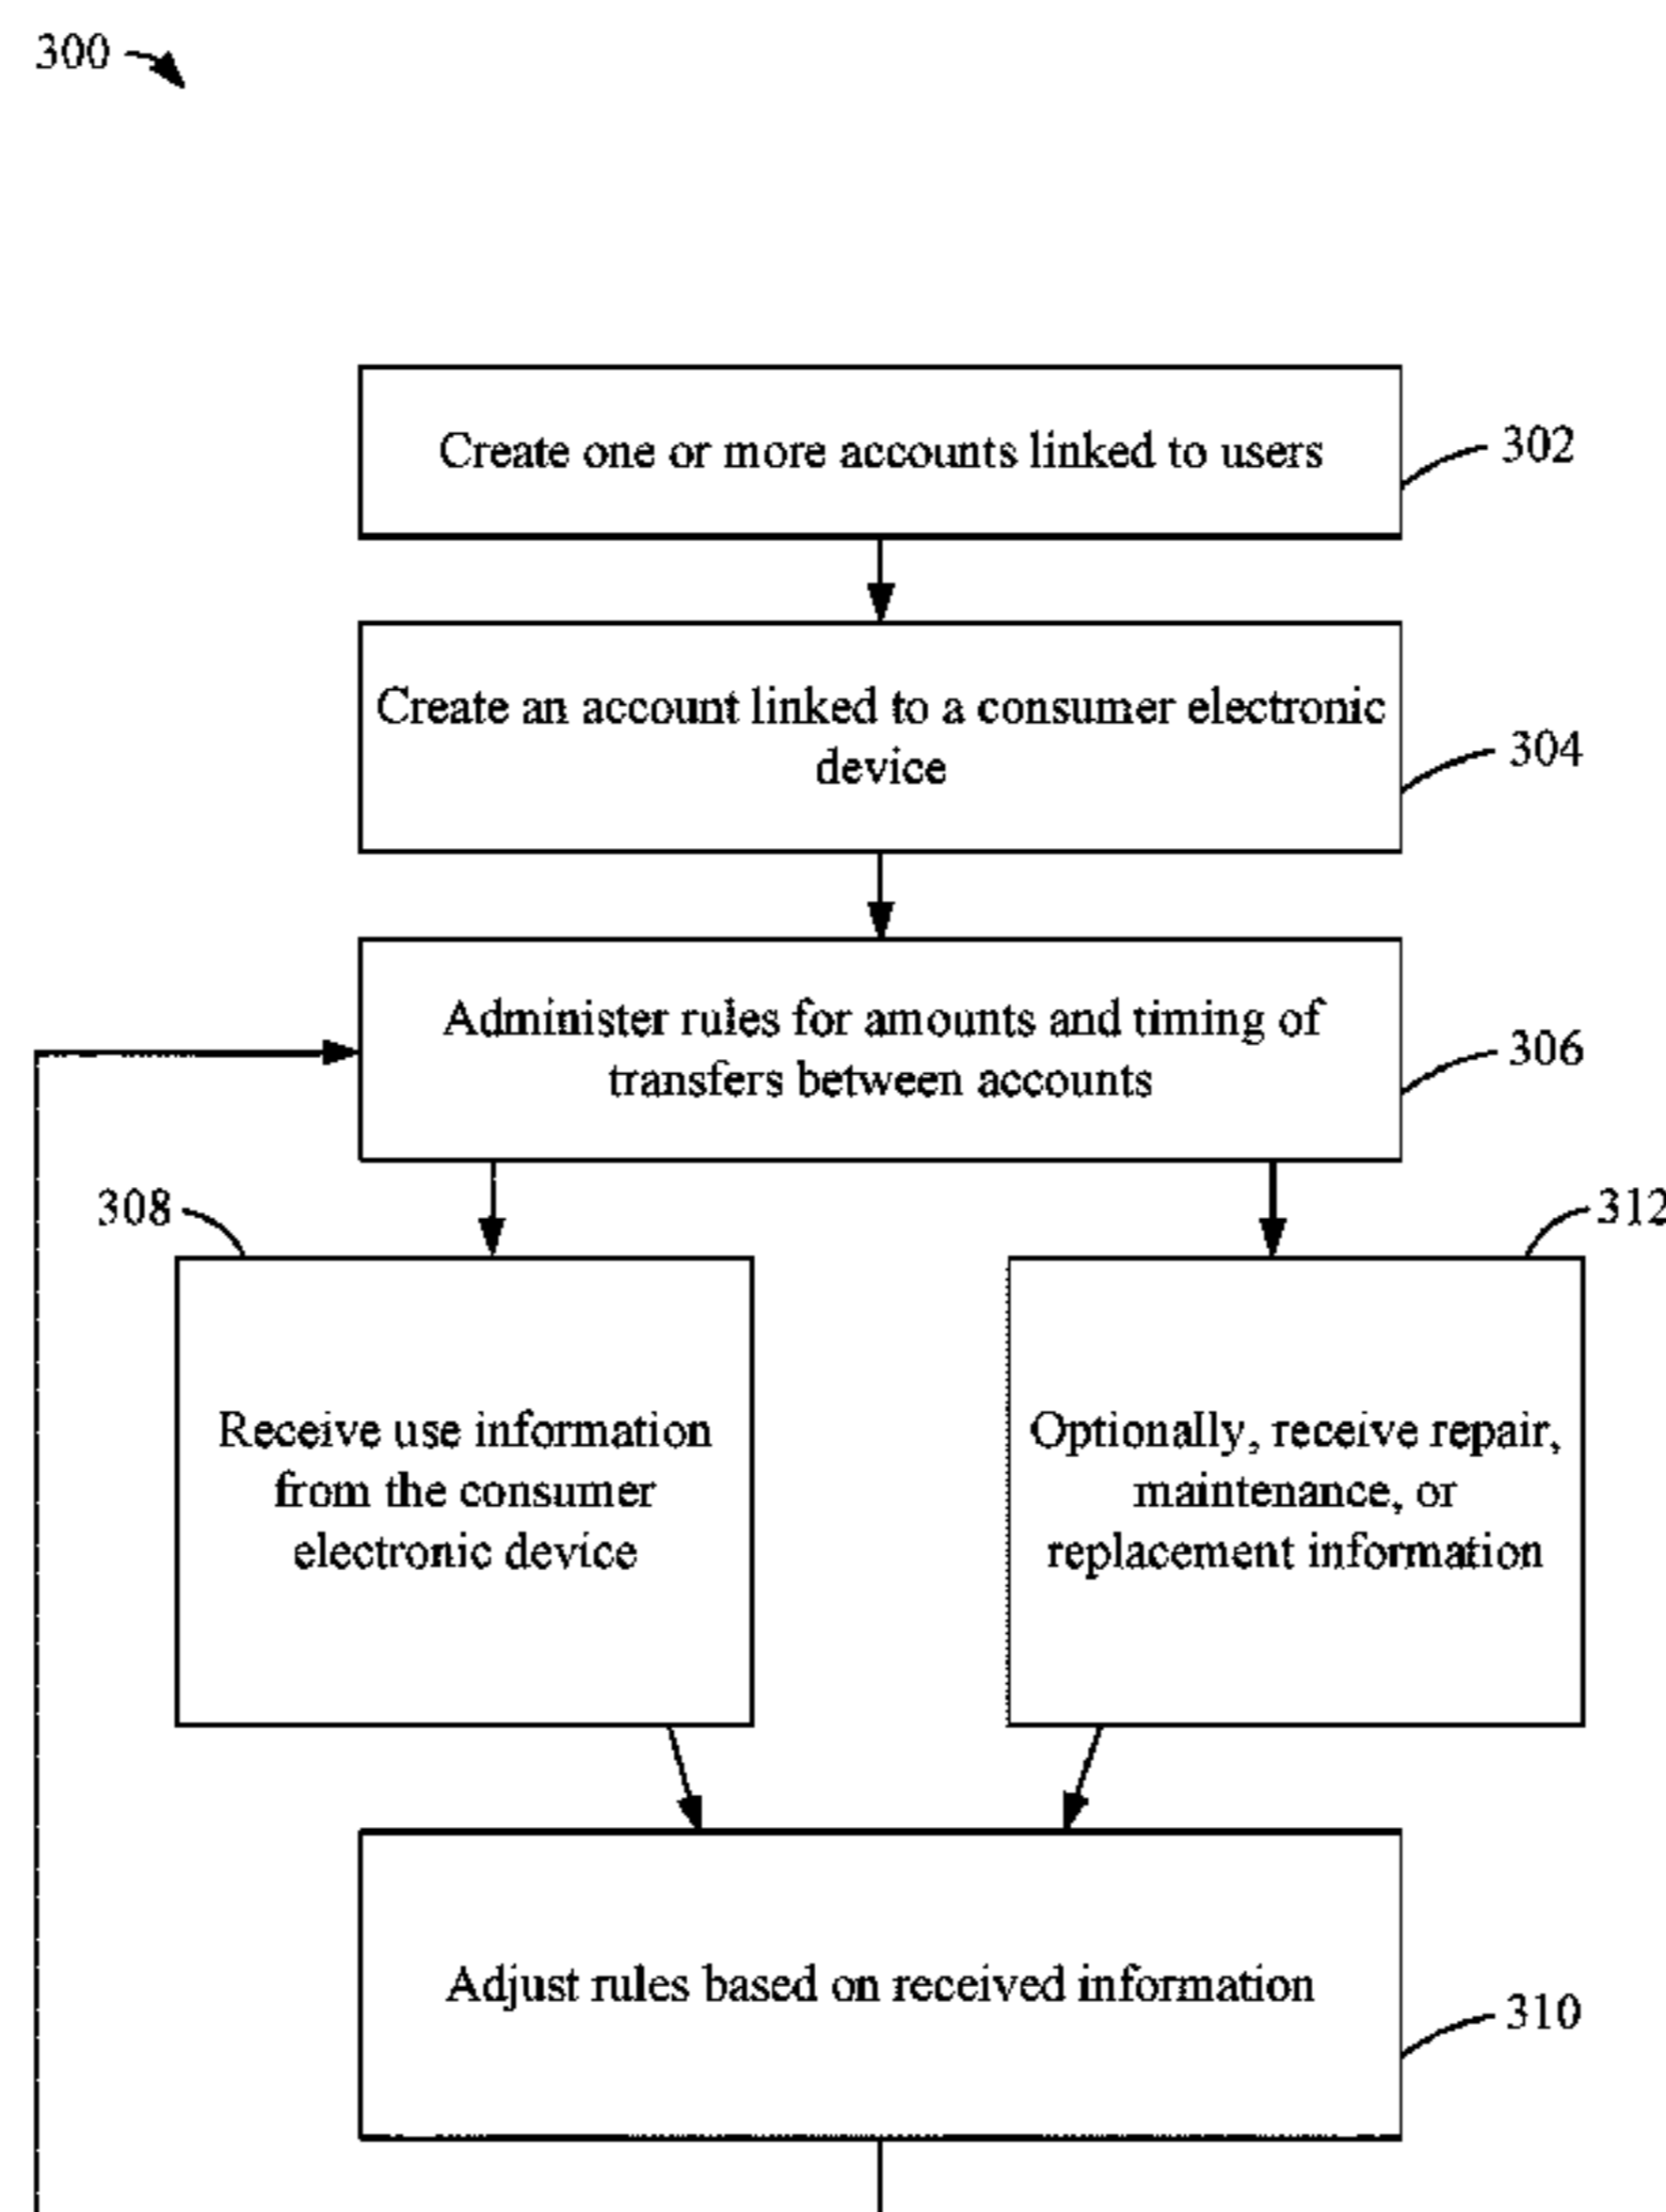 300
Create one or more accounts linked to users
302
Create an account linked to a consumer electronic
device
304
Administer rules for amounts and timing of
transfers between accounts
306
308
312
Receive use information
from the consumer
electronic device
Optionally, receive repair,
maintenance, or
replacement information
Adjust rules based on received information
310